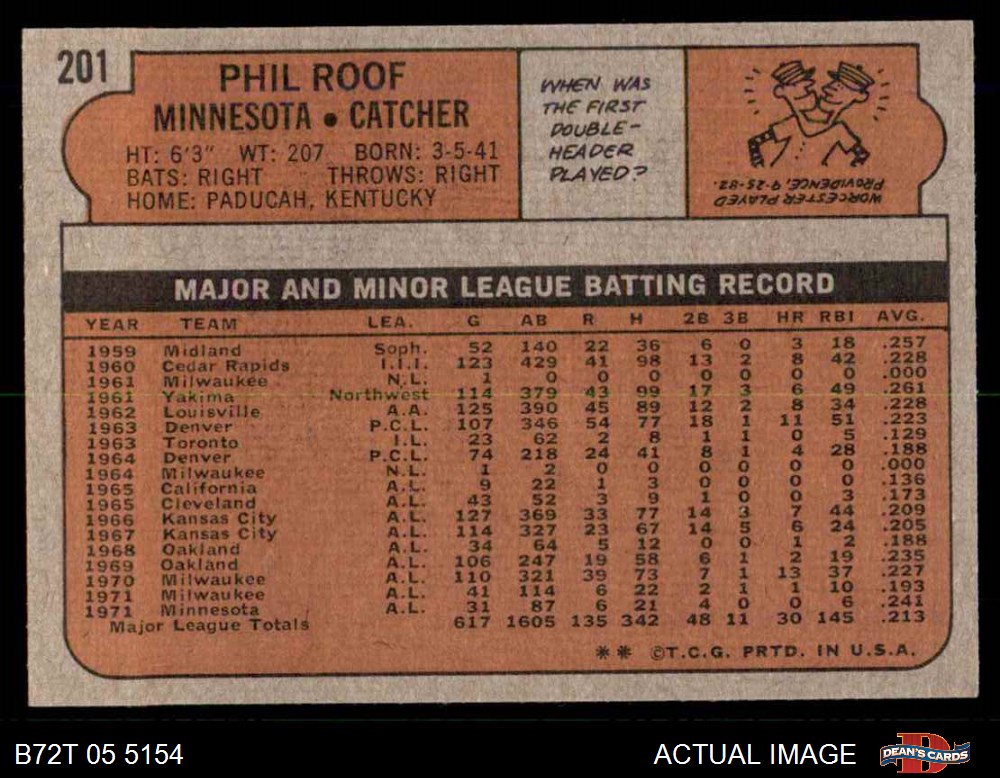 201
PHIL ROOF
MINNESOTA • CATCHER
HT: 6'3" WT: 207 BORN: 3-5-41
BATS: RIGHT THROWS: RIGHT
HOME: PADUCAH, KENTUCKY
WHEN WAS
THE FIRST
DOUBLE-
HEADER
PLAYED?
WORCESTER PLAYED
PROVIDENCE, 9-25-82.
MAJOR AND MINOR LEAGUE BATTING RECORD
YEAR TEAM LEA. G AB R H 2B 3B HR RBI AVG.
1959 Midland Soph. 52 140 22 36 6 0 3 18 .257
1960 Cedar Rapids I.I.I. 123 429 41 98 13 2 8 42 .228
1961 Milwaukee N.L. 1 0 0 0 0 0 0 0 .000
1961 Yakima Northwest 114 379 43 99 17 3 6 49 .261
1962 Louisville A.A. 125 390 45 89 12 2 8 34 .228
1963 Denver P.C.L. 107 346 54 77 18 1 11 51 .223
1963 Toronto I.L. 23 62 2 8 1 1 0 5 .129
1964 Denver P.C.L. 74 218 24 41 8 1 4 28 .188
1964 Milwaukee N.L. 1 2 0 0 0 0 0 0 .000
1965 California A.L. 9 22 1 3 0 0 0 0 .136
1965 Cleveland A.L. 43 52 3 9 1 0 0 3 .173
1966 Kansas City A.L. 127 369 33 77 14 3 7 44 .209
1967 Kansas City A.L. 114 327 23 67 14 5 6 24 .205
1968 Oakland A.L. 34 64 5 12 0 0 1 2 .188
1969 Oakland A.L. 106 247 19 58 6 1 2 19 .235
1970 Milwaukee A.L. 110 321 39 73 7 1 13 37 .227
1971 Milwaukee A.L. 41 114 6 22 2 1 1 10 .193
1971 Minnesota A.L. 31 87 6 21 4 0 0 6 .241
Major League Totals 617 1605 135 342 48 11 30 145 .213
** ©T.C.G. PRTD. IN U.S.A.
B72T 05 5154 ACTUAL IMAGE DEAN'S CARDS